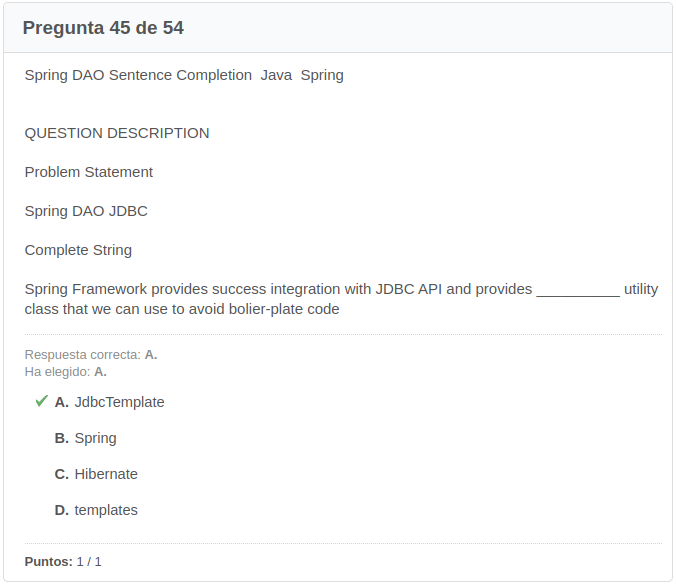 Pregunta 45 de 54
Spring DAO Sentence Completion  Java  Spring
QUESTION DESCRIPTION
Problem Statement
Spring DAO JDBC
Complete String
Spring Framework provides success integration with JDBC API and provides __________ utility
class that we can use to avoid bolier-plate code
Respuesta correcta: A.
Ha elegido: A.
A. JdbcTemplate
B. Spring
C. Hibernate
D. templates
Puntos: 1 / 1